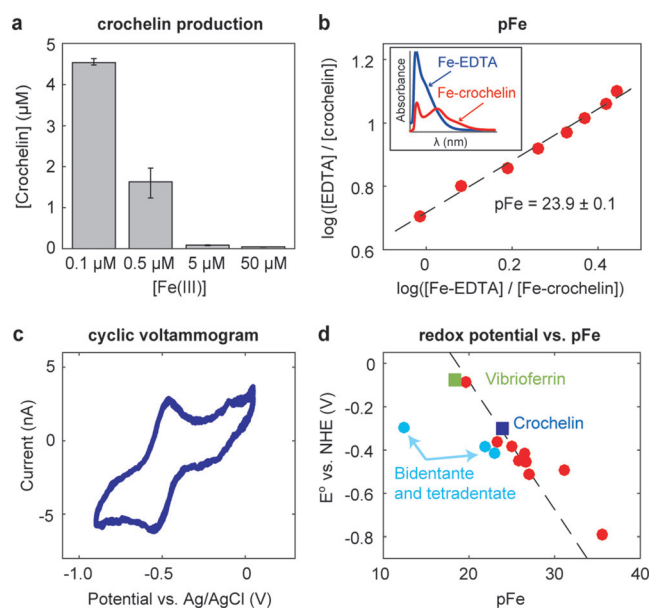 a crochelin production
[Crochelin] (μM)
5
4
3
2
1
0
0.1 μM 0.5 μM 5 μM 50 μM
[Fe(III)]
b pFe
log([EDTA] / [crochelin])
1.2
1
0.8
0.6
Absorbance
Fe-EDTA
Fe-crochelin
λ (nm)
pFe = 23.9 ± 0.1
0 0.2 0.4
log([Fe-EDTA] / [Fe-crochelin])
c cyclic voltammogram
Current (nA)
5
0
-5
-1.0 -0.5 0
Potential vs. Ag/AgCl (V)
d redox potential vs. pFe
E° vs. NHE (V)
0
-0.2
-0.4
-0.6
-0.8
Vibrioferrin
Crochelin
Bidentante
and tetradentate
10 20 30 40
pFe